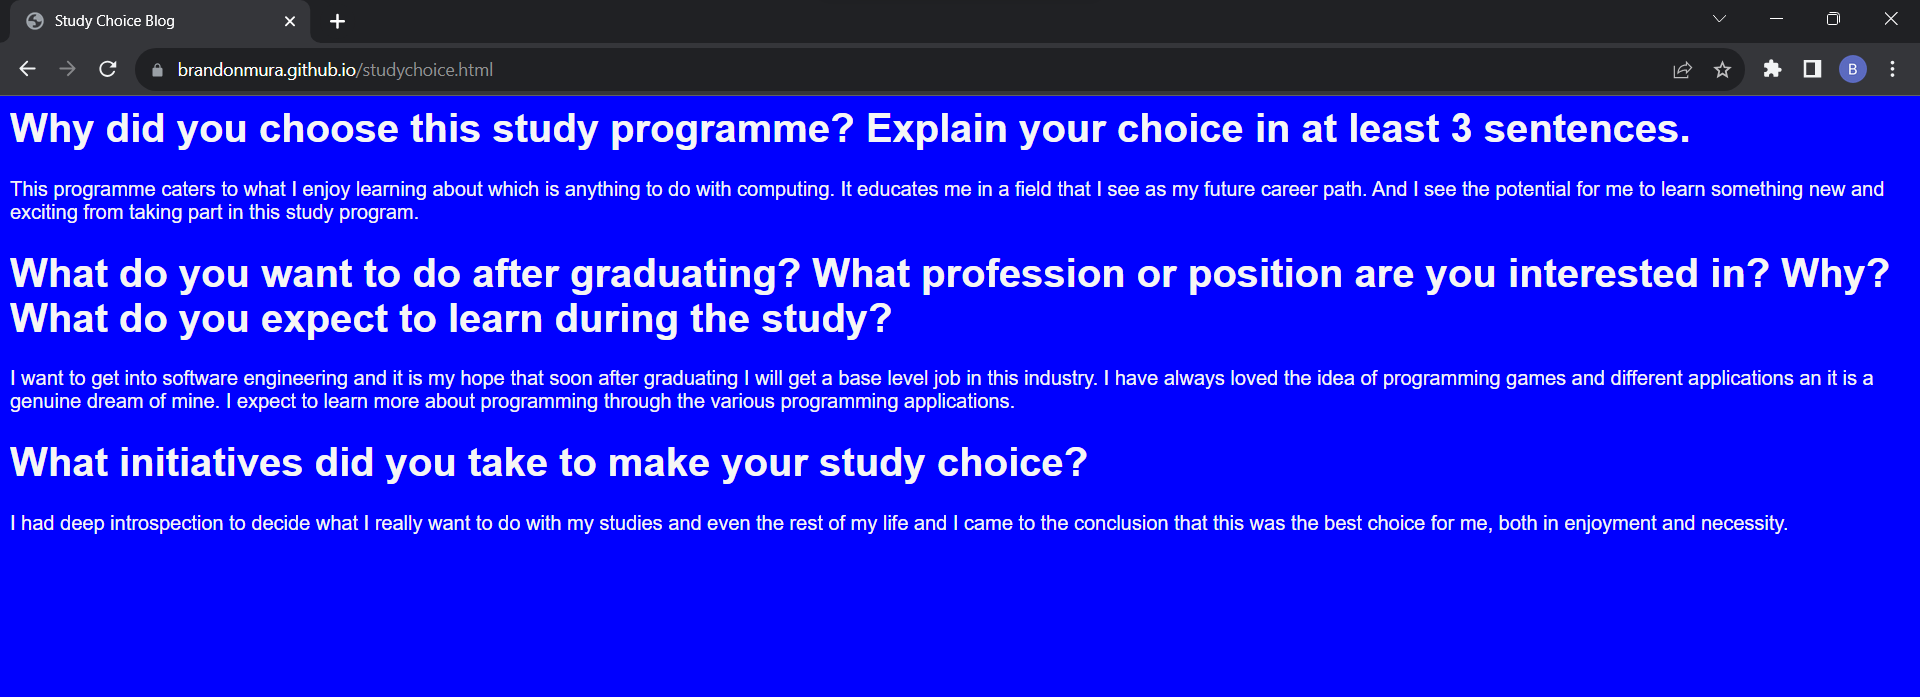 Study Choice Blog
brandonmura.github.io/studychoice.html
B
Why did you choose this study programme? Explain your choice in at least 3 sentences.
This programme caters to what I enjoy learning about which is anything to do with computing. It educates me in a field that I see as my future career path. And I see the potential for me to learn something new and
exciting from taking part in this study program.
What do you want to do after graduating? What profession or position are you interested in? Why?
What do you expect to learn during the study?
I want to get into software engineering and it is my hope that soon after graduating I will get a base level job in this industry. I have always loved the idea of programming games and different applications an it is a
genuine dream of mine. I expect to learn more about programming through the various programming applications.
What initiatives did you take to make your study choice?
I had deep introspection to decide what I really want to do with my studies and even the rest of my life and I came to the conclusion that this was the best choice for me, both in enjoyment and necessity.